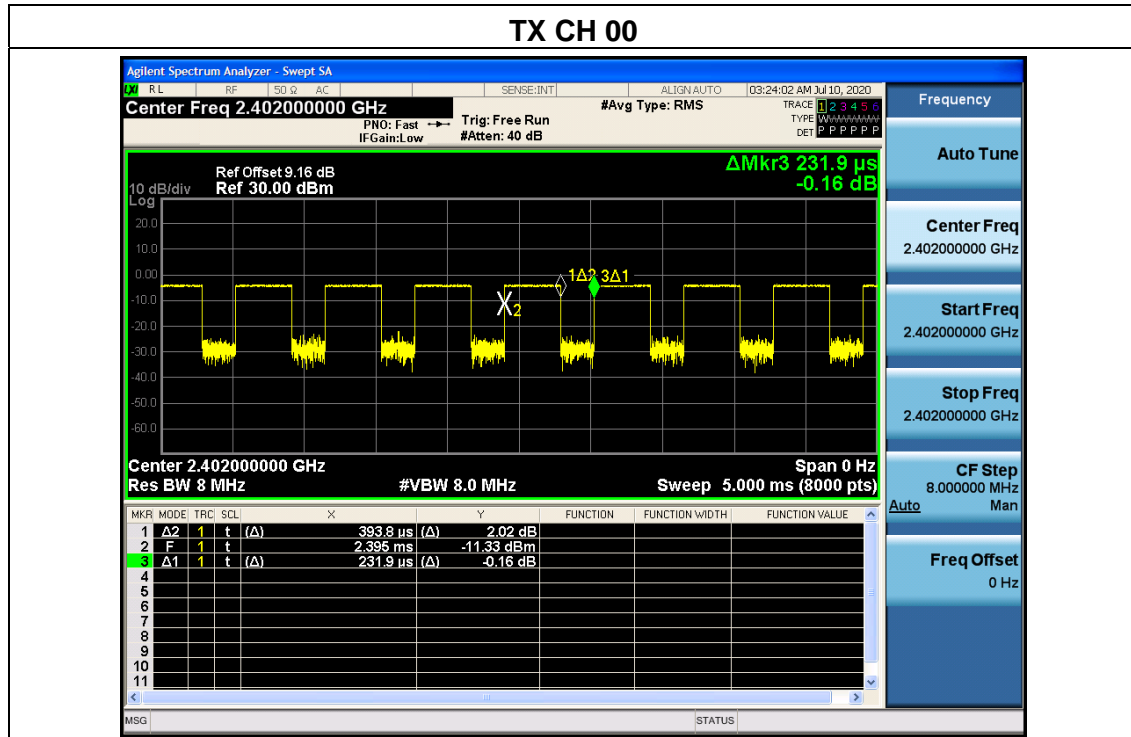 TX CH 00
Agilent Spectrum Analyzer - Swept SA
LXI RL RF 50 Ω AC SENSE:INT ALIGN AUTO 03:24:02 AM Jul 10, 2020
Center Freq 2.402000000 GHz #Avg Type: RMS TRACE 1 2 3 4 5 6
PNO: Fast Trig: Free Run TYPE
IFGain:Low #Atten: 40 dB DET P P P P P P
ΔMkr3 231.9 µs
-0.16 dB
Ref Offset 9.16 dB
10 dB/div Ref 30.00 dBm
Log
20.0
10.0
0.00
-10.0
-20.0
-30.0
-40.0
-50.0
-60.0
1Δ2 3Δ1
X2
Center 2.402000000 GHz Span 0 Hz
Res BW 8 MHz #VBW 8.0 MHz Sweep 5.000 ms (8000 pts)
MKR MODE TRC SCL X Y FUNCTION FUNCTION WIDTH FUNCTION VALUE
1 Δ2 1 t (Δ) 393.8 µs (Δ) 2.02 dB
2 F 1 t 2.395 ms -11.33 dBm
3 Δ1 1 t (Δ) 231.9 µs (Δ) -0.16 dB
4
5
6
7
8
9
10
11
MSG STATUS
Frequency
Auto Tune
Center Freq
2.402000000 GHz
Start Freq
2.402000000 GHz
Stop Freq
2.402000000 GHz
CF Step
8.000000 MHz
Auto Man
Freq Offset
0 Hz